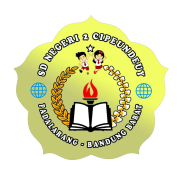 SD NEGERI 2 CIPEUNDEUY
PADALARANG - BANDUNG BARAT